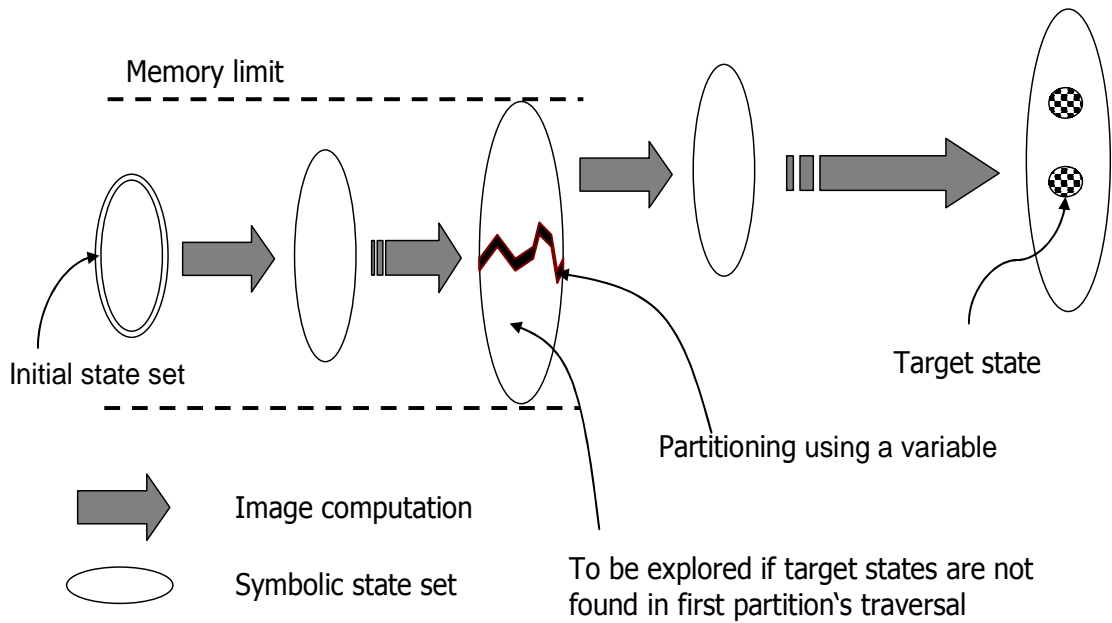 Memory limit
Initial state set
Target state
Partitioning using a variable
Image computation
Symbolic state set
To be explored if target states are not
found in first partition‘s traversal